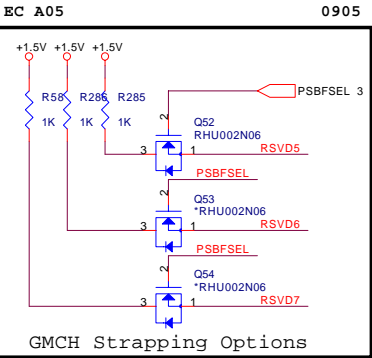 EC A05 0905
+1.5V +1.5V +1.5V
R58 R286 R285
1K 1K 1K
PSBFSEL 3
Q52
RHU002N06
2
3 1 RSVD5
PSBFSEL
Q53
*RHU002N06
2
3 1 RSVD6
PSBFSEL
Q54
*RHU002N06
2
3 1 RSVD7
GMCH Strapping Options